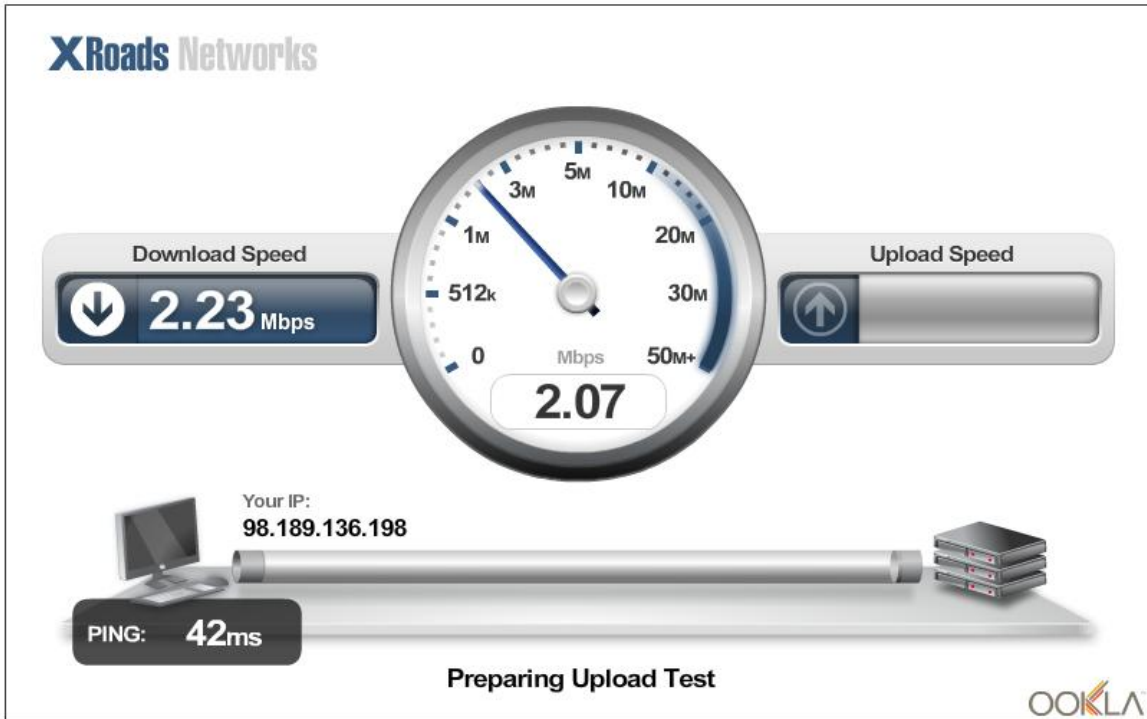 XRoads Networks
5M
3M
10M
1M
20M
Download Speed
Upload Speed
2.23 Mbps
512k
30M
0
Mbps
50M+
2.07
Your IP:
98.189.136.198
PING: 42ms
Preparing Upload Test
OOKLA